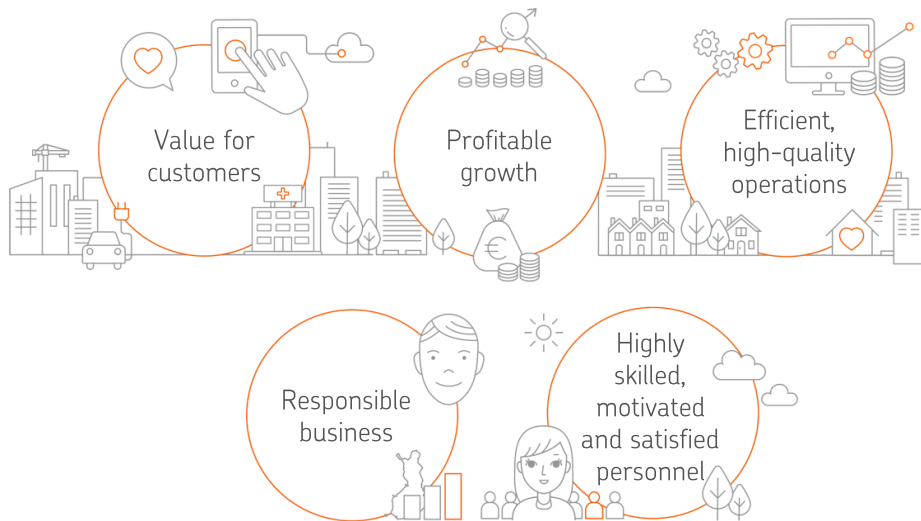 Value for
customers
Profitable
growth
Efficient,
high-quality
operations
Responsible
business
Highly
skilled,
motivated
and satisfied
personnel